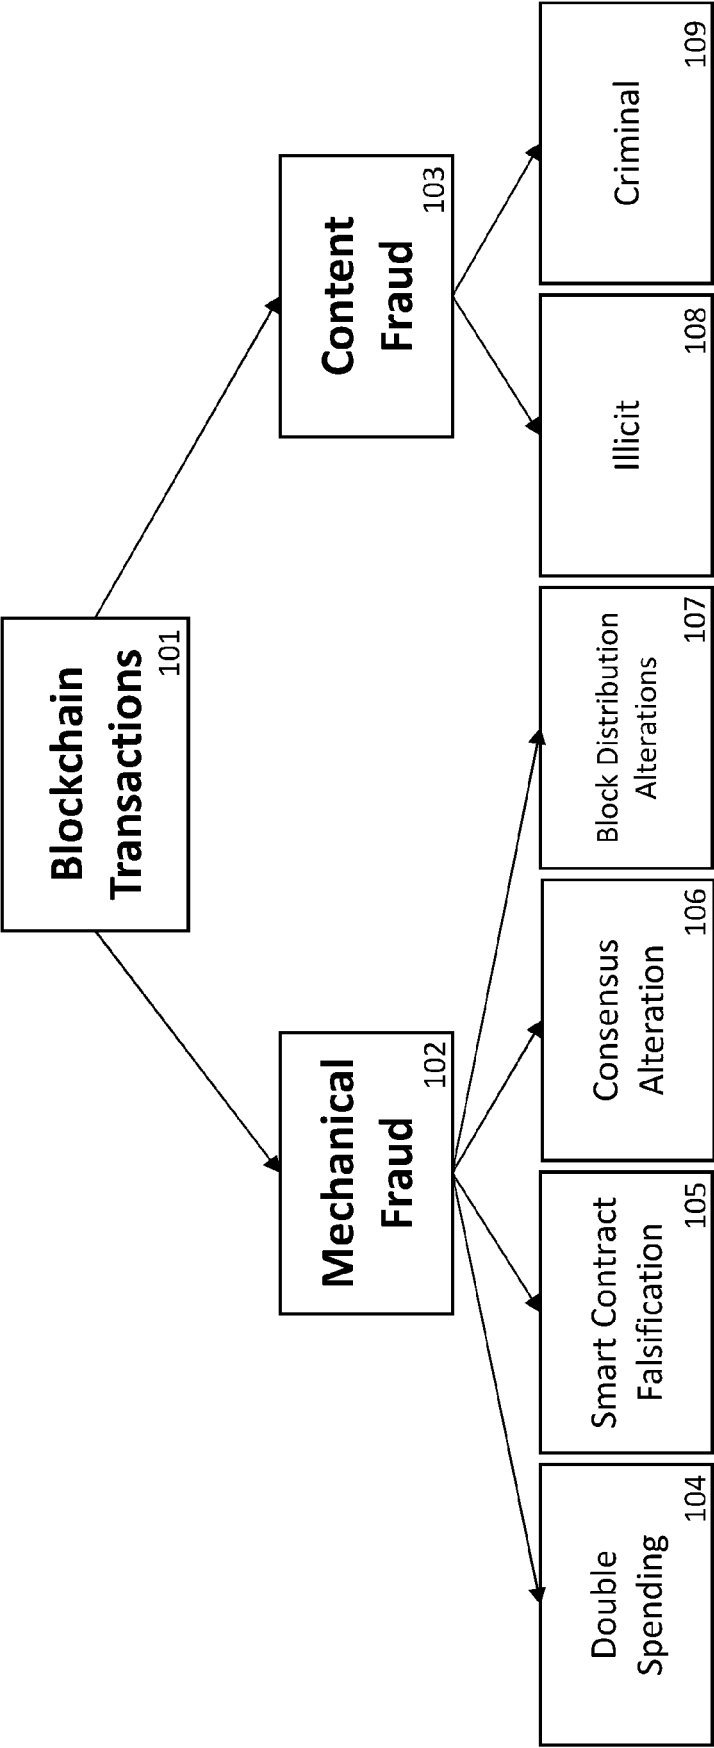 Blockchain
Transactions
101
Mechanical
Fraud
102
Content
Fraud
103
Double
Spending
104
Smart Contract
Falsification
105
Consensus
Alteration
106
Block Distribution
Alterations
107
Illicit
108
Criminal
109